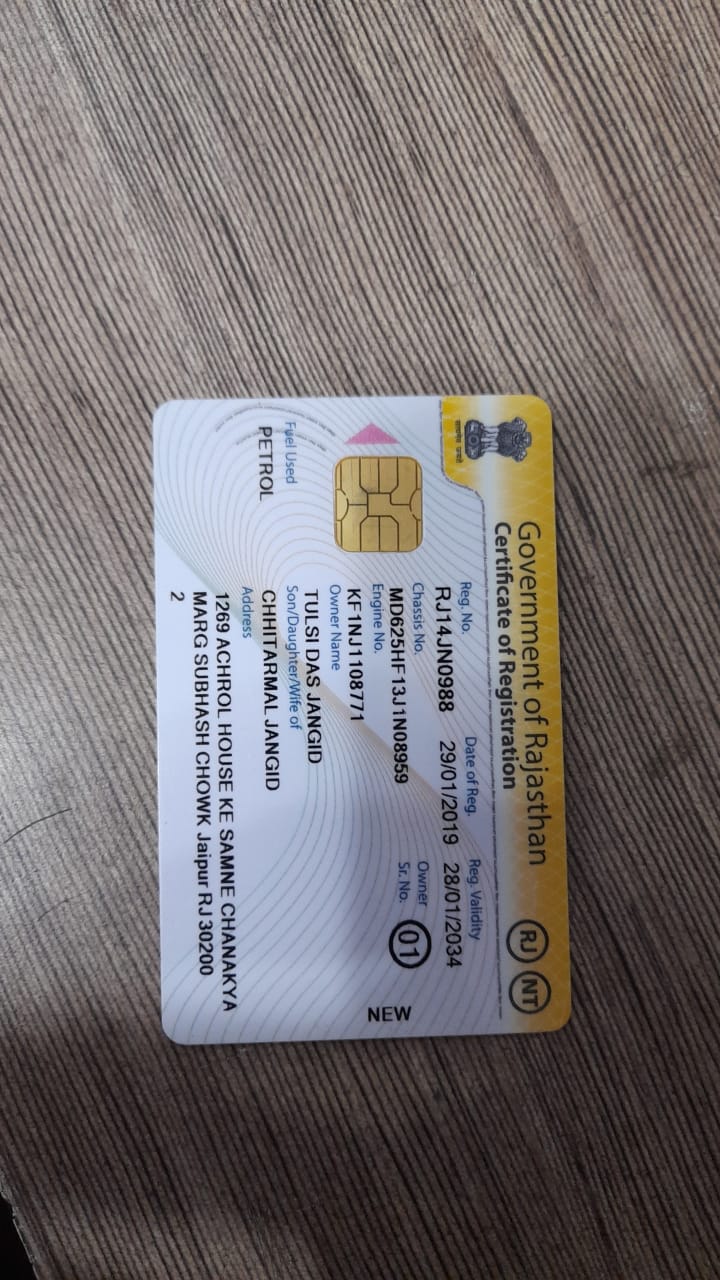 Government of Rajasthan
Certificate of Registration
RJ NT
सत्यमेव जयते
Reg. No. Date of Reg. Reg. Validity
RJ14JN0988 29/01/2019 28/01/2034
Chassis No. Owner
MD625HF13J1N08959 Sr. No. 01
Engine No.
KF1NJ1108771
NEW
Owner Name
TULSI DAS JANGID
Fuel Used Son/Daughter/Wife of
PETROL CHHITARMAL JANGID
Address
1269 ACHROL HOUSE KE SAMNE CHANAKYA
MARG SUBHASH CHOWK Jaipur RJ 30200
2